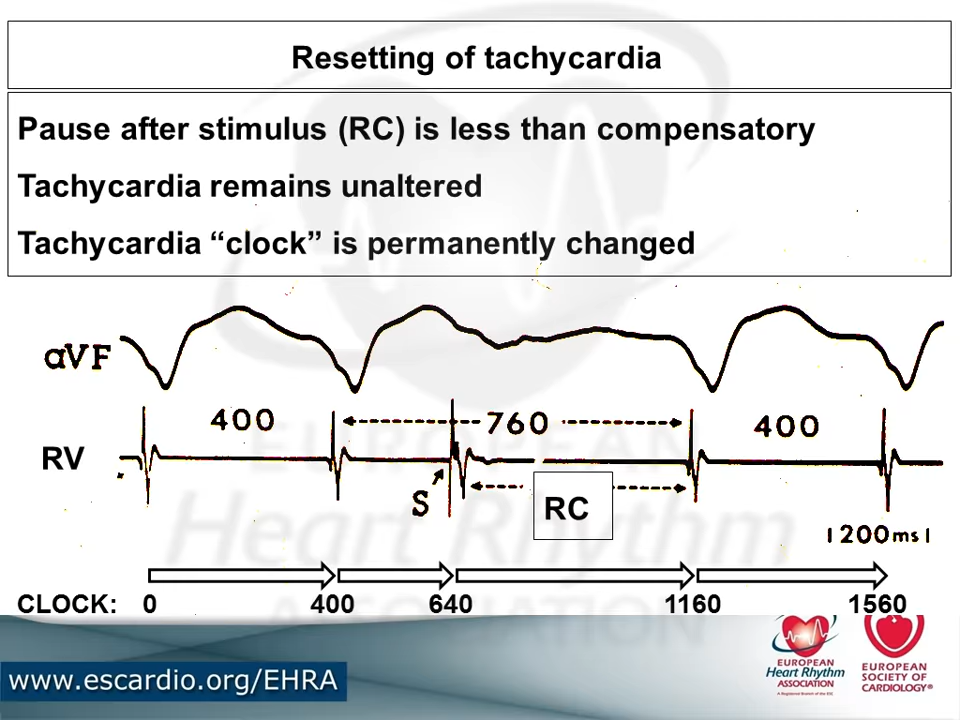 Resetting of tachycardia
Pause after stimulus (RC) is less than compensatory
Tachycardia remains unaltered
Tachycardia “clock” is permanently changed
aVF
400 760 400
RV
S
RC
200 ms
CLOCK: 0 400 640 1160 1560
EUROPEAN
Heart Rhythm
ASSOCIATION
www.escardio.org/EHRA
EUROPEAN
Heart Rhythm
ASSOCIATION
A Registered Branch of the ESC
EUROPEAN
SOCIETY OF
CARDIOLOGY®